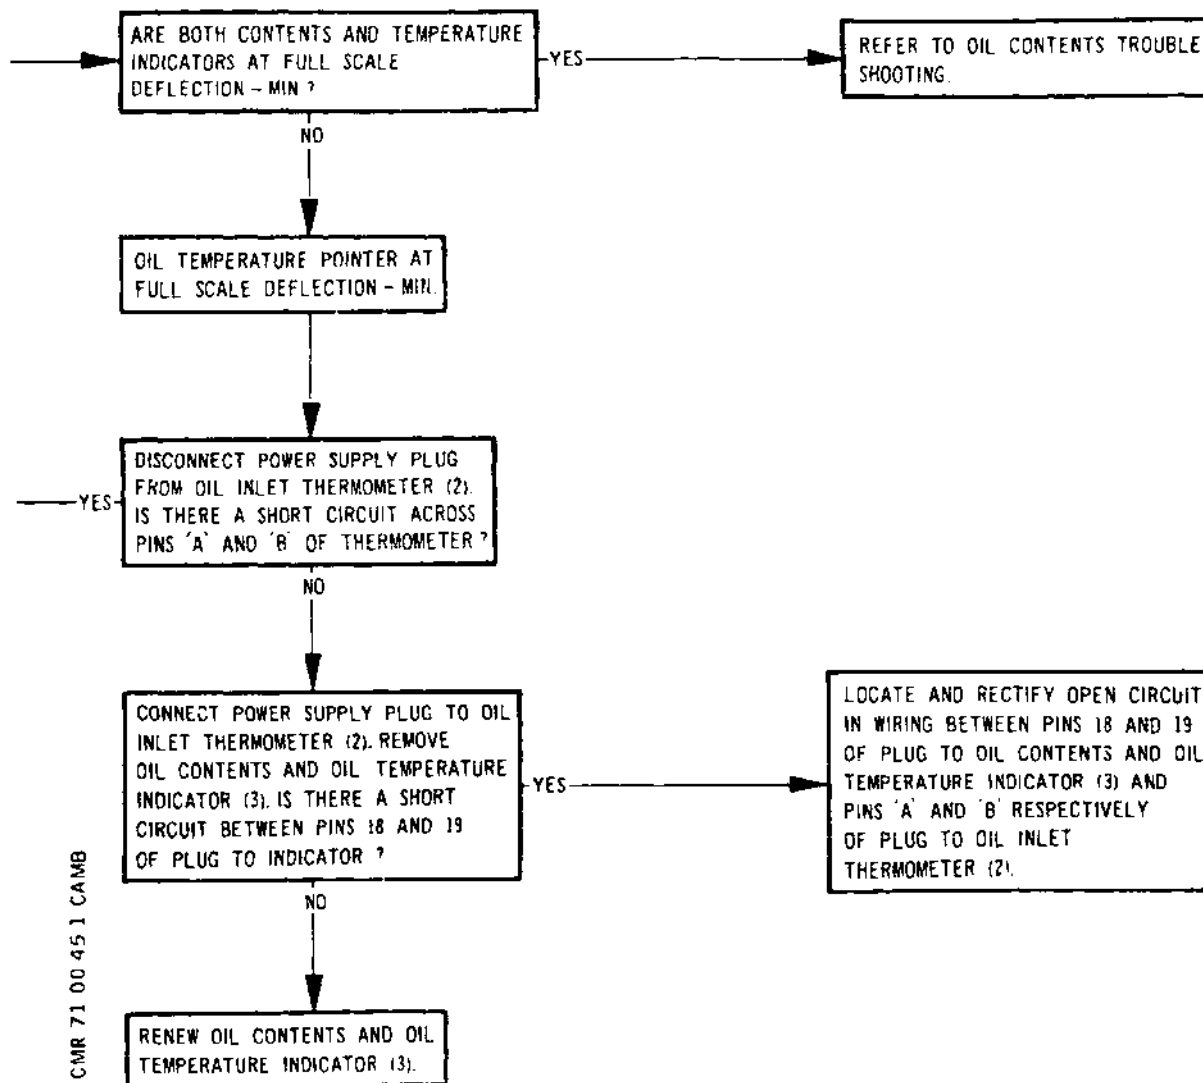 ARE BOTH CONTENTS AND TEMPERATURE
INDICATORS AT FULL SCALE
DEFLECTION - MIN ?
YES
REFER TO OIL CONTENTS TROUBLE
SHOOTING.
NO
OIL TEMPERATURE POINTER AT
FULL SCALE DEFLECTION - MIN.
DISCONNECT POWER SUPPLY PLUG
FROM OIL INLET THERMOMETER (2).
IS THERE A SHORT CIRCUIT ACROSS
PINS 'A' AND 'B' OF THERMOMETER ?
YES
NO
CONNECT POWER SUPPLY PLUG TO OIL
INLET THERMOMETER (2). REMOVE
OIL CONTENTS AND OIL TEMPERATURE
INDICATOR (3). IS THERE A SHORT
CIRCUIT BETWEEN PINS 18 AND 19
OF PLUG TO INDICATOR ?
YES
LOCATE AND RECTIFY OPEN CIRCUIT
IN WIRING BETWEEN PINS 18 AND 19
OF PLUG TO OIL CONTENTS AND OIL
TEMPERATURE INDICATOR (3) AND
PINS 'A' AND 'B' RESPECTIVELY
OF PLUG TO OIL INLET
THERMOMETER (2).
NO
RENEW OIL CONTENTS AND OIL
TEMPERATURE INDICATOR (3).
CMR 71 00 45 1 CAMB